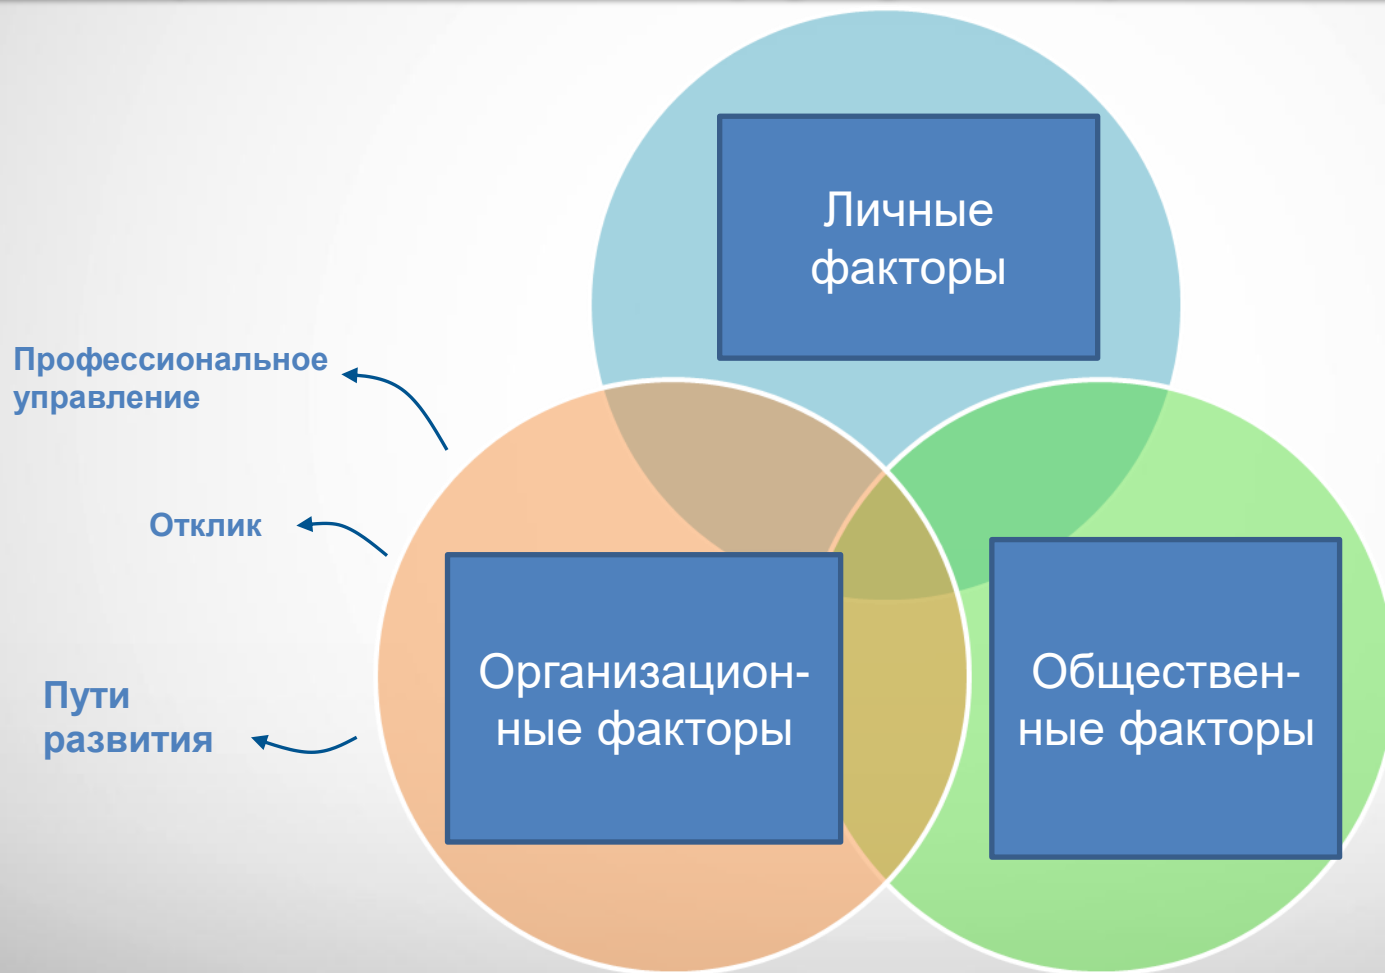 Личные
факторы
Профессиональное
управление
Отклик
Пути
развития
Организацион-
ные факторы
Обществен-
ные факторы